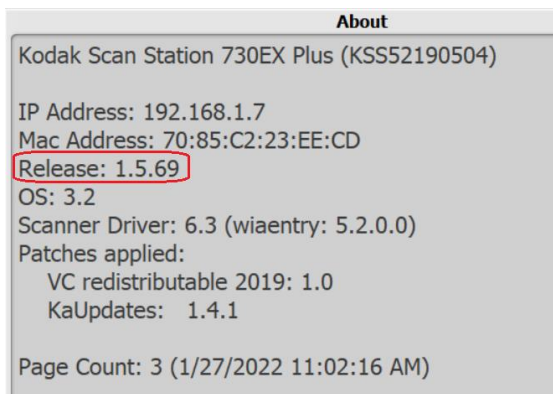 About
Kodak Scan Station 730EX Plus (KSS52190504)
IP Address: 192.168.1.7
Mac Address: 70:85:C2:23:EE:CD
Release: 1.5.69
OS: 3.2
Scanner Driver: 6.3 (wiaentry: 5.2.0.0)
Patches applied:
VC redistributable 2019: 1.0
KaUpdates: 1.4.1
Page Count: 3 (1/27/2022 11:02:16 AM)